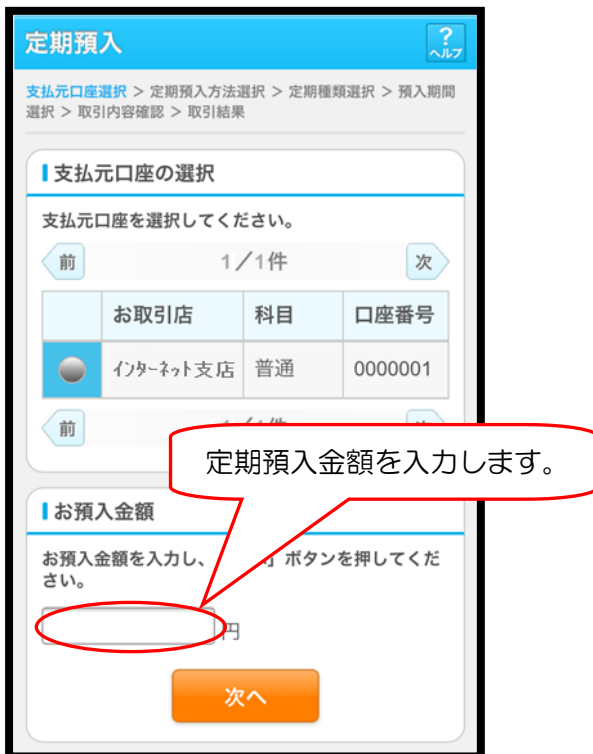 定期預入
?
ヘルプ
支払元口座選択 > 定期預入方法選択 > 定期種類選択 > 預入期間
選択 > 取引内容確認 > 取引結果
支払元口座の選択
支払元口座を選択してください。
前 1/1件 次
お取引店 科目 口座番号
インターネット支店 普通 0000001
前
定期預入金額を入力します。
お預入金額
お預入金額を入力し、 ボタンを押してくだ
さい。
円
次へ